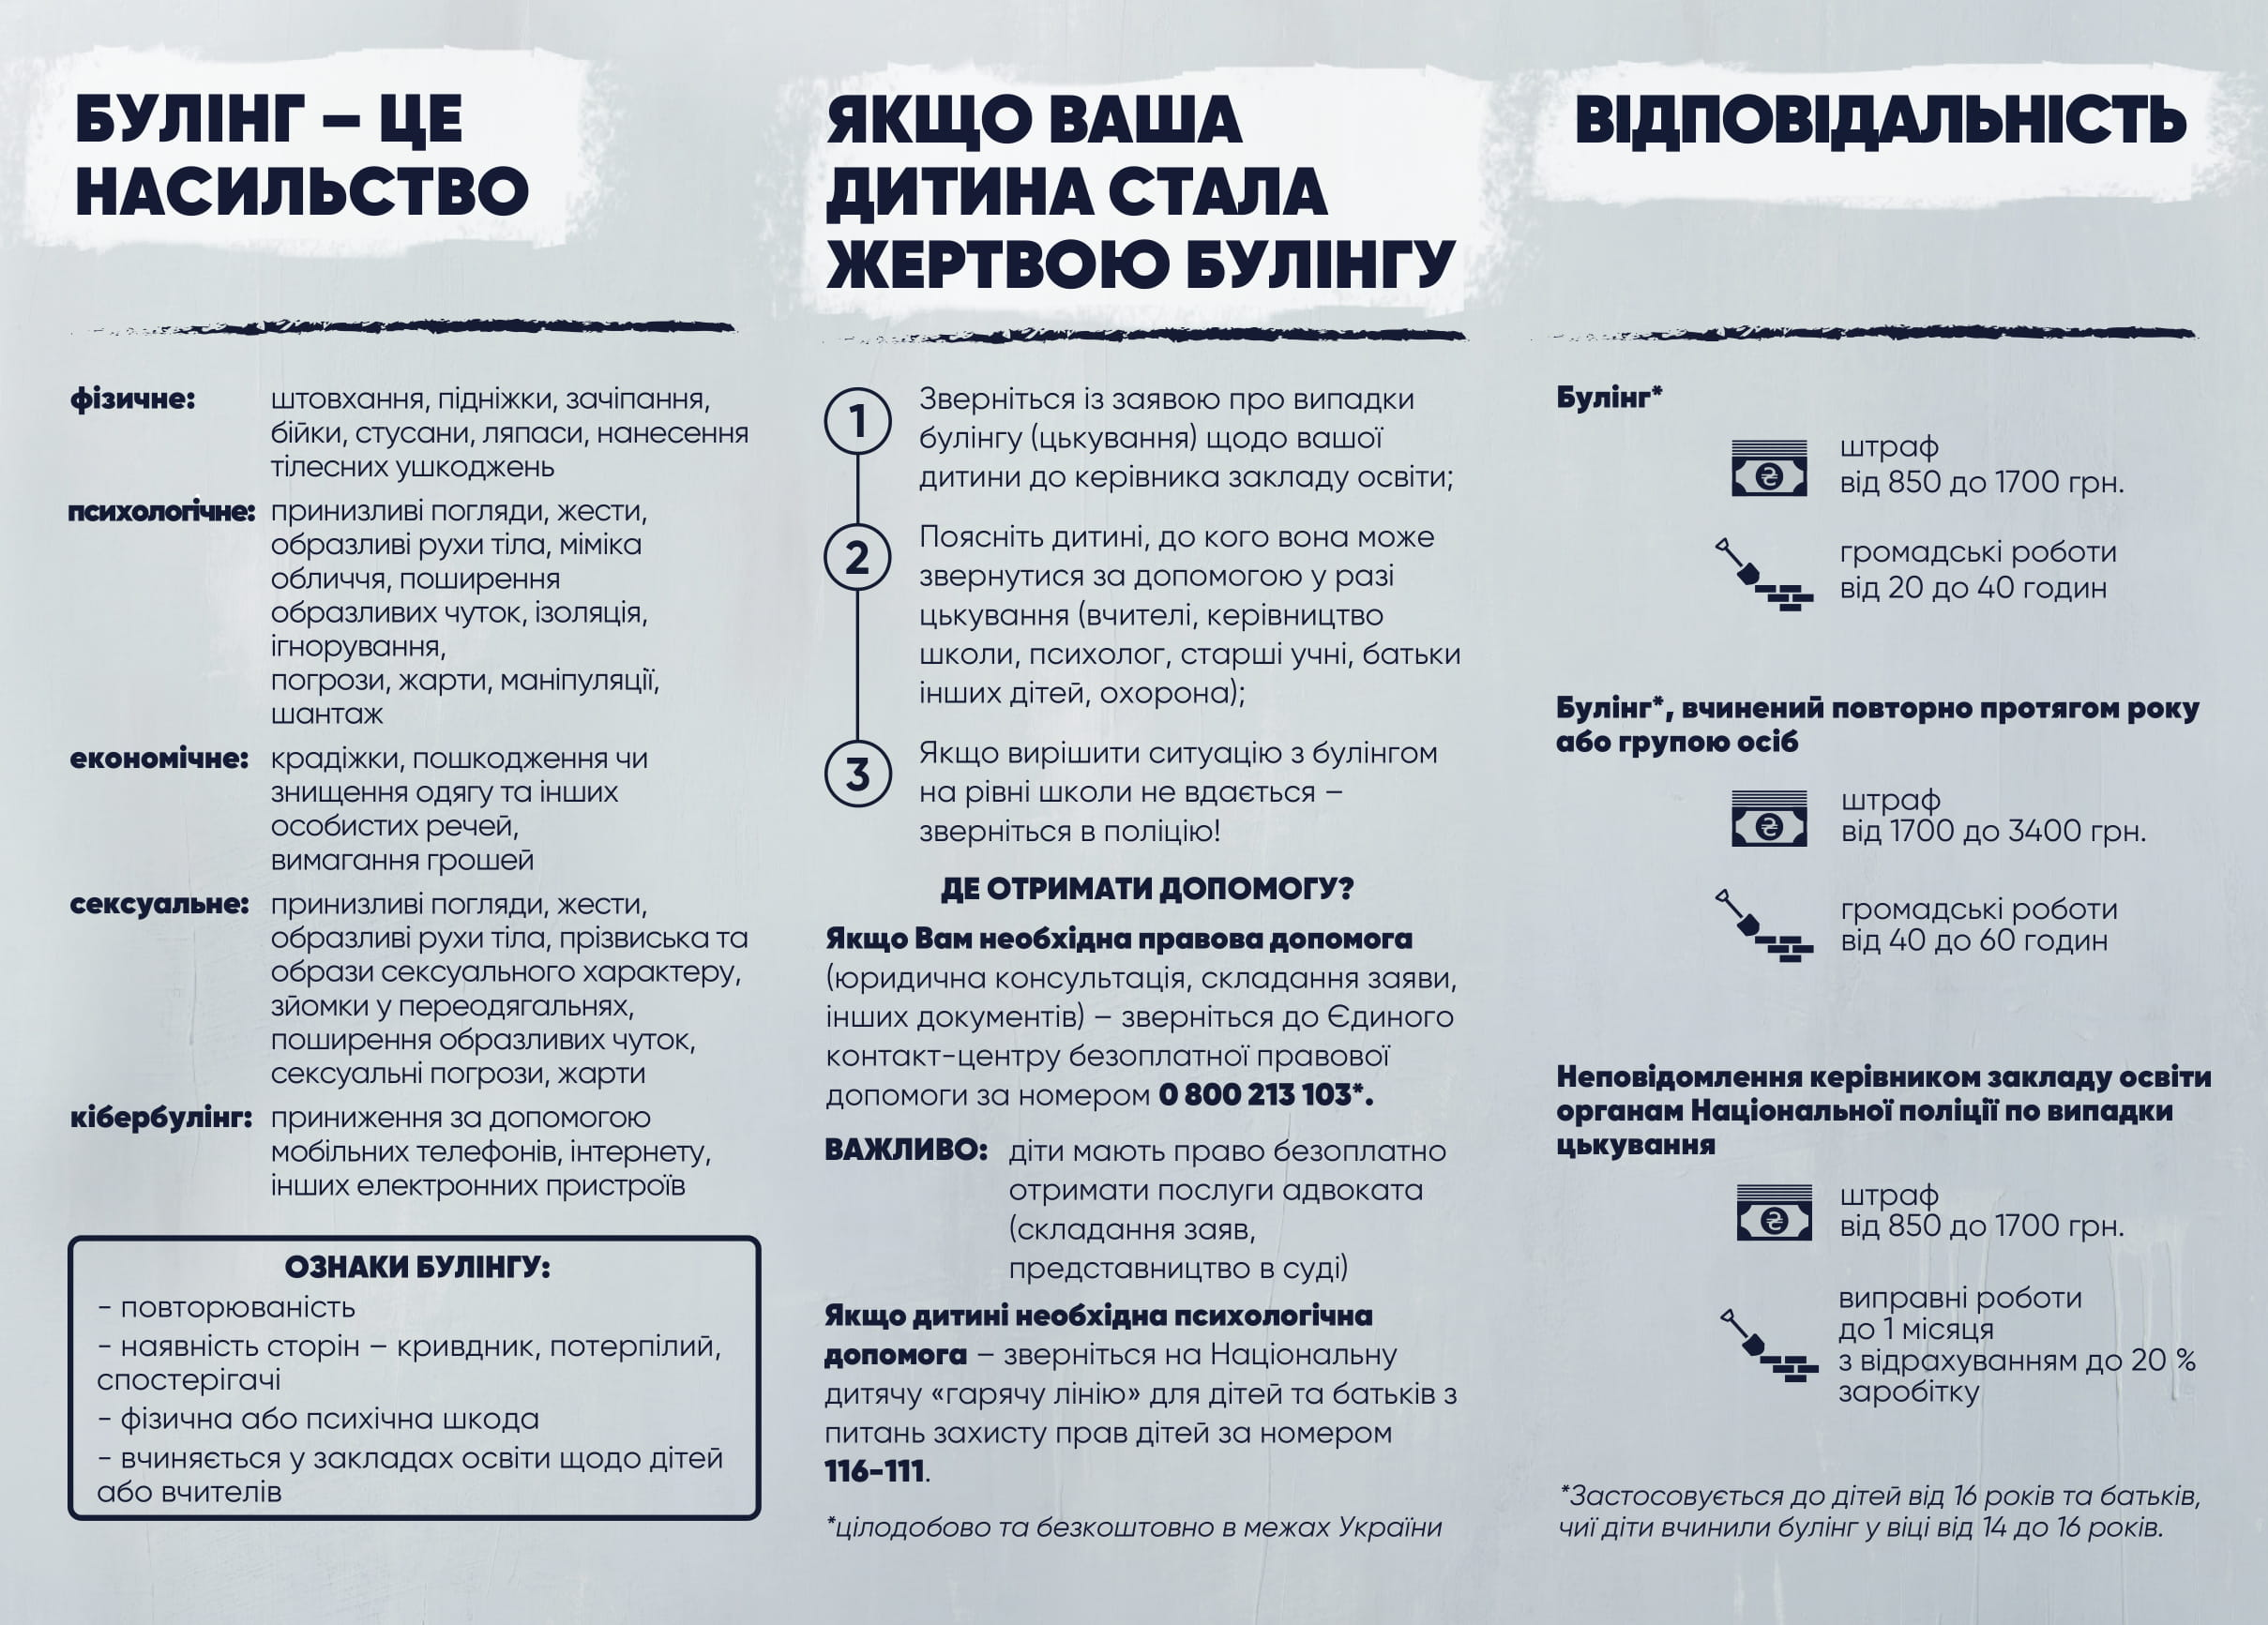 БУЛІНГ – ЦЕ
НАСИЛЬСТВО
фізичне: штовхання, підніжки, зачіпання,
бійки, стусани, ляпаси, нанесення
тілесних ушкоджень
психологічне: принизливі погляди, жести,
образливі рухи тіла, міміка
обличчя, поширення
образливих чуток, ізоляція,
ігнорування,
погрози, жарти, маніпуляції,
шантаж
економічне: крадіжки, пошкодження чи
знищення одягу та інших
особистих речей,
вимагання грошей
сексуальне: принизливі погляди, жести,
образливі рухи тіла, прізвиська та
образи сексуального характеру,
зйомки у переодягальнях,
поширення образливих чуток,
сексуальні погрози, жарти
кібербулінг: приниження за допомогою
мобільних телефонів, інтернету,
інших електронних пристроїв
ОЗНАКИ БУЛІНГУ:
– повторюваність
– наявність сторін – кривдник, потерпілий,
спостерігачі
– фізична або психічна шкода
– вчиняється у закладах освіти щодо дітей
або вчителів
ЯКЩО ВАША
ДИТИНА СТАЛА
ЖЕРТВОЮ БУЛІНГУ
1 Зверніться із заявою про випадки
булінгу (цькування) щодо вашої
дитини до керівника закладу освіти;
2 Поясніть дитині, до кого вона може
звернутися за допомогою у разі
цькування (вчителі, керівництво
школи, психолог, старші учні, батьки
інших дітей, охорона);
3 Якщо вирішити ситуацію з булінгом
на рівні школи не вдається –
зверніться в поліцію!
ДЕ ОТРИМАТИ ДОПОМОГУ?
Якщо Вам необхідна правова допомога
(юридична консультація, складання заяви,
інших документів) – зверніться до Єдиного
контакт-центру безоплатної правової
допомоги за номером 0 800 213 103*.
ВАЖЛИВО: діти мають право безоплатно
отримати послуги адвоката
(складання заяв,
представництво в суді)
Якщо дитині необхідна психологічна
допомога – зверніться на Національну
дитячу «гарячу лінію» для дітей та батьків з
питань захисту прав дітей за номером
116-111.
*цілодобово та безкоштовно в межах України
ВІДПОВІДАЛЬНІСТЬ
Булінг*
штраф
від 850 до 1700 грн.
громадські роботи
від 20 до 40 годин
Булінг*, вчинений повторно протягом року
або групою осіб
штраф
від 1700 до 3400 грн.
громадські роботи
від 40 до 60 годин
Неповідомлення керівником закладу освіти
органам Національної поліції по випадки
цькування
штраф
від 850 до 1700 грн.
виправні роботи
до 1 місяця
з відрахуванням до 20 %
заробітку
*Застосовується до дітей від 16 років та батьків,
чиї діти вчинили булінг у віці від 14 до 16 років.